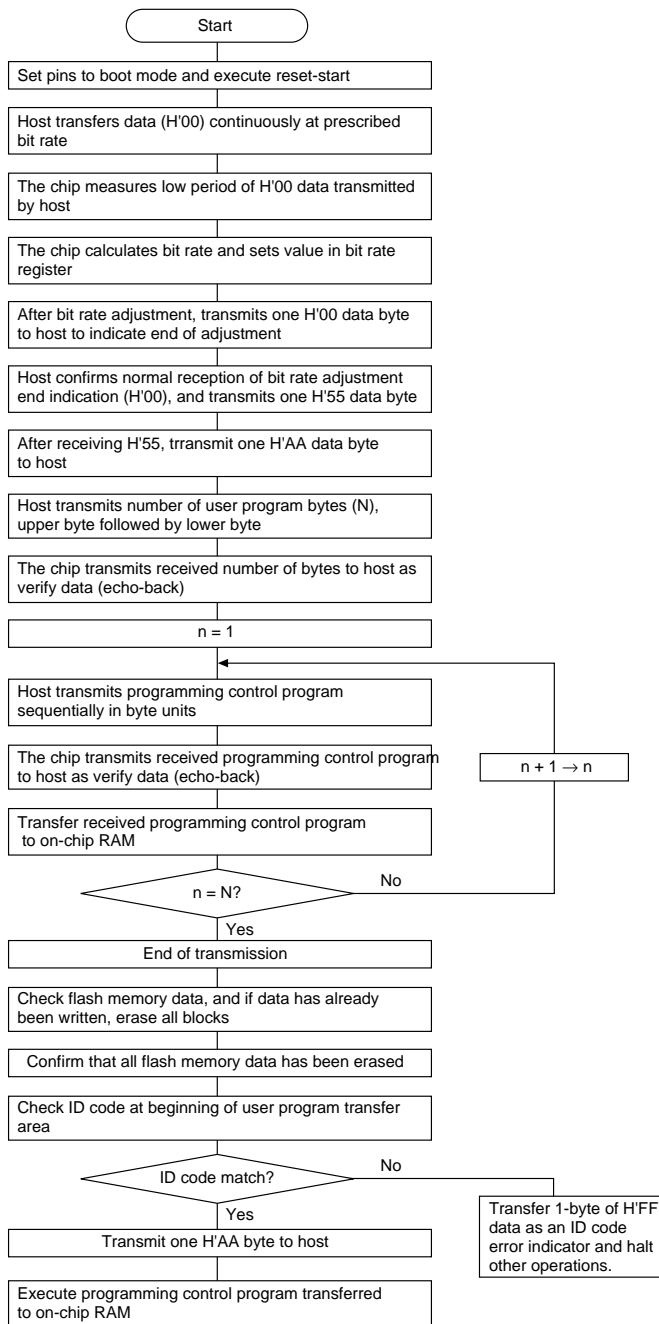 Start
Set pins to boot mode and execute reset-start
Host transfers data (H'00) continuously at prescribed
bit rate
The chip measures low period of H'00 data transmitted
by host
The chip calculates bit rate and sets value in bit rate
register
After bit rate adjustment, transmits one H'00 data byte
to host to indicate end of adjustment
Host confirms normal reception of bit rate adjustment
end indication (H'00), and transmits one H'55 data byte
After receiving H'55, trransmit one H'AA data byte
to host
Host transmits number of user program bytes (N),
upper byte followed by lower byte
The chip transmits received number of bytes to host as
verify data (echo-back)
n = 1
Host transmits programming control program
sequentially in byte units
The chip transmits received programming control program
to host as verify data (echo-back)
n + 1 → n
Transfer received programming control program
to on-chip RAM
n = N?
No
Yes
End of transmission
Check flash memory data, and if data has already
been written, erase all blocks
Confirm that all flash memory data has been erased
Check ID code at beginning of user program transfer
area
ID code match?
No
Yes
Transfer 1-byte of H'FF
data as an ID code
error indicator and halt
other operations.
Transmit one H'AA byte to host
Execute programming control program transferred
to on-chip RAM